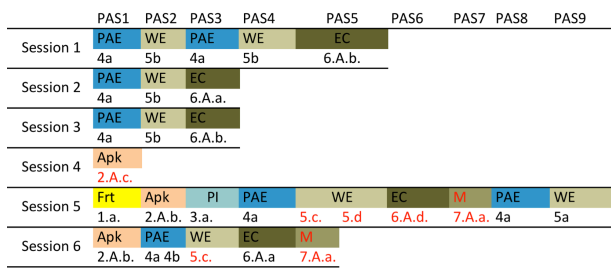 PAS1 PAS2 PAS3 PAS4 PAS5 PAS6 PAS7 PAS8 PAS9
PAE WE PAE WE EC
Session 1
4a 5b 4a 5b 6.A.b.
PAE WE EC
Session 2
4a 5b 6.A.a.
PAE WE EC
Session 3
4a 5b 6.A.b.
Apk
Session 4
2.A.c.
Frt Apk PI PAE WE EC M PAE WE
Session 5
1.a. 2.A.b. 3.a. 4a 5.c. 5.d 6.A.d. 7.A.a. 4a 5a
Apk PAE WE EC M
Session 6
2.A.b. 4a 4b 5.c. 6.A.a 7.A.a.